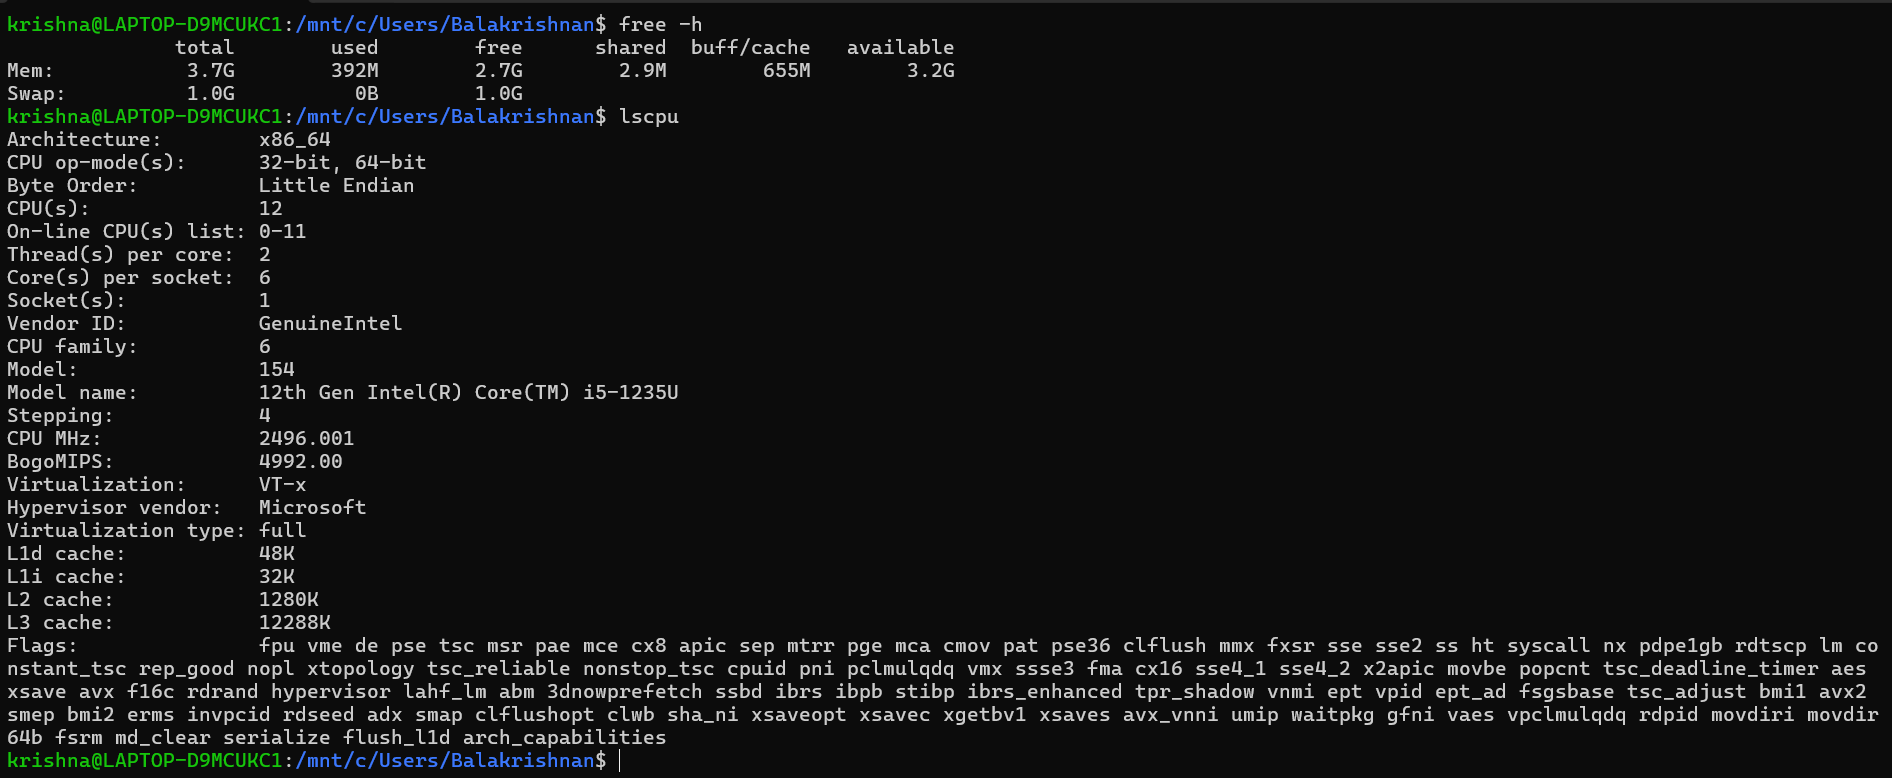 krishna@LAPTOP-D9MCUKC1:/mnt/c/Users/Balakrishnan$ free -h
              total        used        free      shared  buff/cache   available
Mem:           3.7G        392M        2.7G        2.9M        655M        3.2G
Swap:          1.0G          0B        1.0G
krishna@LAPTOP-D9MCUKC1:/mnt/c/Users/Balakrishnan$ lscpu
Architecture:        x86_64
CPU op-mode(s):      32-bit, 64-bit
Byte Order:          Little Endian
CPU(s):              12
On-line CPU(s) list: 0-11
Thread(s) per core:  2
Core(s) per socket:  6
Socket(s):           1
Vendor ID:           GenuineIntel
CPU family:          6
Model:               154
Model name:          12th Gen Intel(R) Core(TM) i5-1235U
Stepping:            4
CPU MHz:             2496.001
BogoMIPS:            4992.00
Virtualization:      VT-x
Hypervisor vendor:   Microsoft
Virtualization type: full
L1d cache:           48K
L1i cache:           32K
L2 cache:            1280K
L3 cache:            12288K
Flags:               fpu vme de pse tsc msr pae mce cx8 apic sep mtrr pge mca cmov pat pse36 clflush mmx fxsr sse sse2 ss ht syscall nx pdpe1gb rdtscp lm co
nstant_tsc rep_good nopl xtopology tsc_reliable nonstop_tsc cpuid pni pclmulqdq vmx ssse3 fma cx16 sse4_1 sse4_2 x2apic movbe popcnt tsc_deadline_timer aes
xsave avx f16c rdrand hypervisor lahf_lm abm 3dnowprefetch ssbd ibrs ibpb stibp ibrs_enhanced tpr_shadow vnmi ept vpid ept_ad fsgsbase tsc_adjust bmi1 avx2
smep bmi2 erms invpcid rdseed adx smap clflushopt clwb sha_ni xsaveopt xsavec xgetbv1 xsaves avx_vnni umip waitpkg gfni vaes vpclmulqdq rdpid movdiri movdir
64b fsrm md_clear serialize flush_l1d arch_capabilities
krishna@LAPTOP-D9MCUKC1:/mnt/c/Users/Balakrishnan$